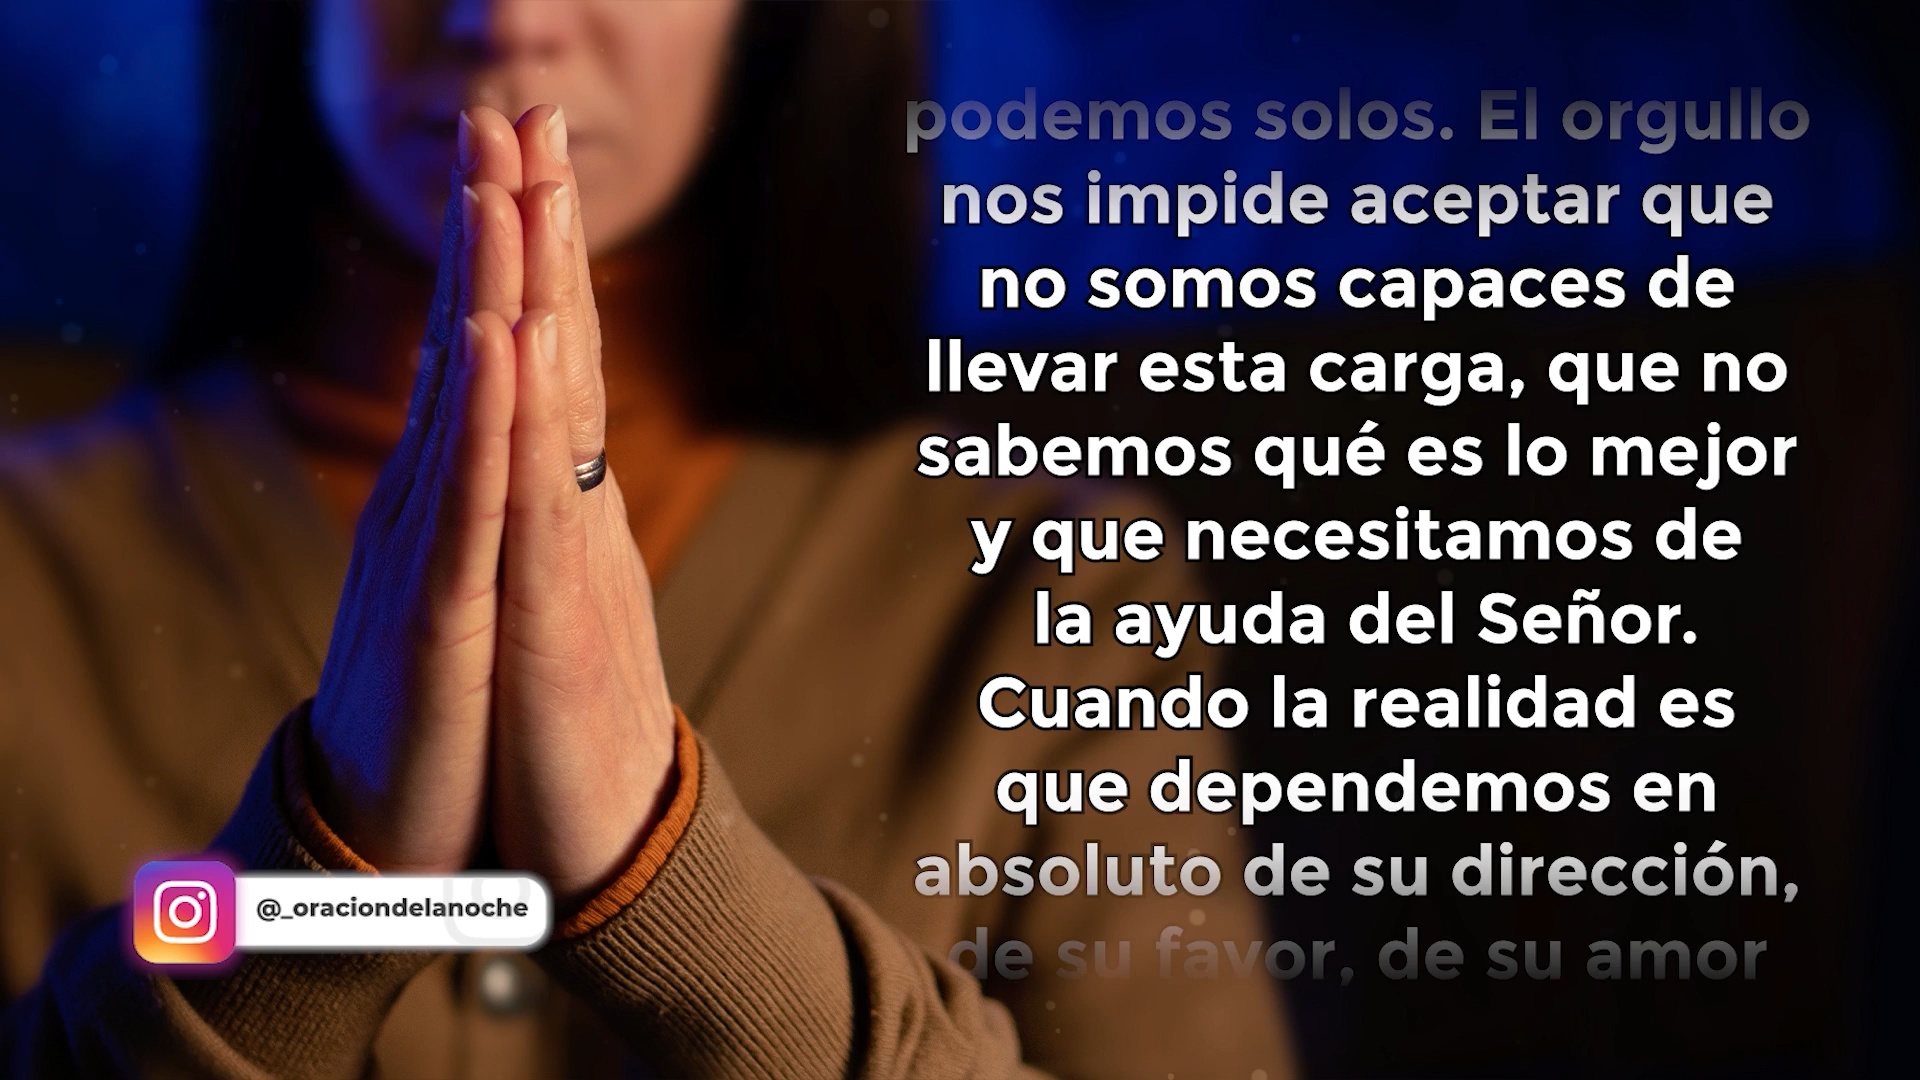 podemos solos. El orgullo
nos impide aceptar que
no somos capaces de
llevar esta carga, que no
sabemos qué es lo mejor
y que necesitamos de
la ayuda del Señor.
Cuando la realidad es
que dependemos en
absoluto de su dirección,
de su favor, de su amor
@_oraciondelanoche